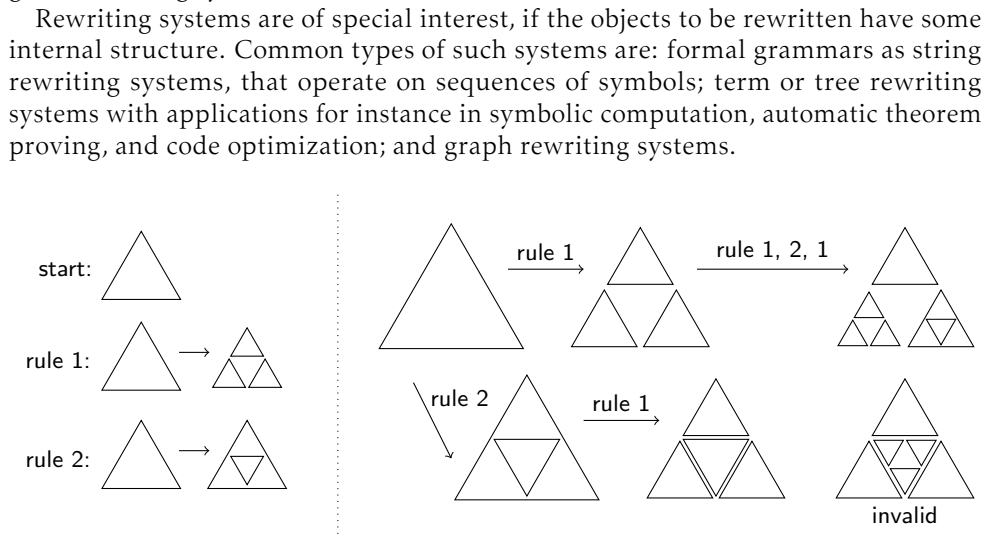 Rewriting systems are of special interest, if the objects to be rewritten have some
internal structure. Common types of such systems are: formal grammars as string
rewriting systems, that operate on sequences of symbols; term or tree rewriting
systems with applications for instance in symbolic computation, automatic theorem
proving, and code optimization; and graph rewriting systems.
start:
rule 1:
rule 2:
rule 1
rule 1, 2, 1
rule 2
rule 1
invalid